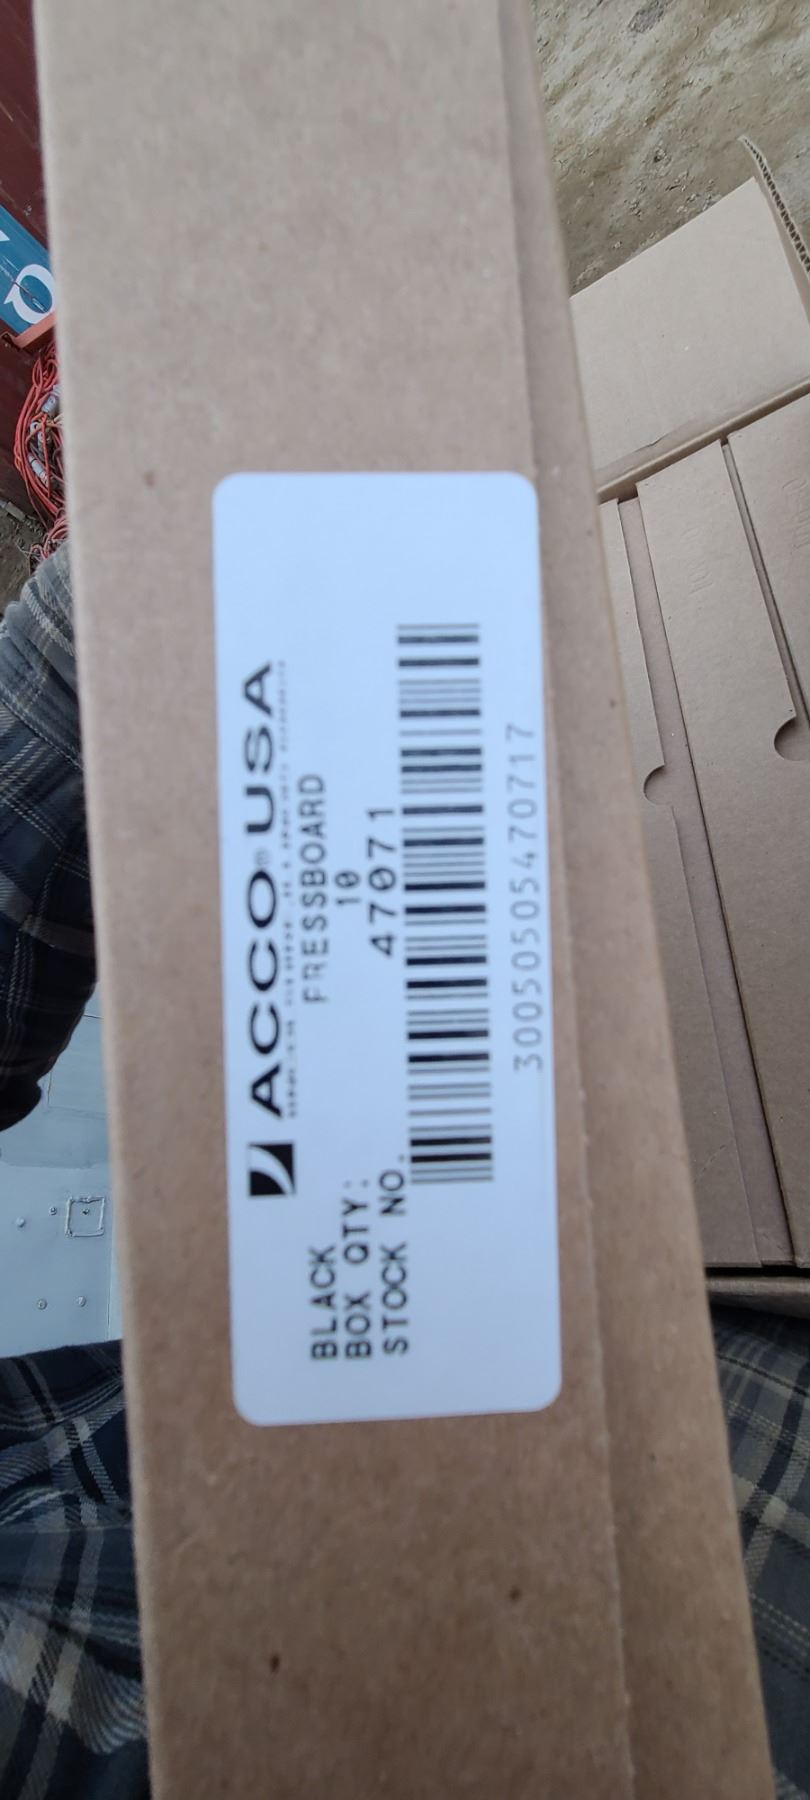 ACCO® USA
BLACK PRESSBOARD
BOX QTY: 10
STOCK NO. 47071
30050505470717